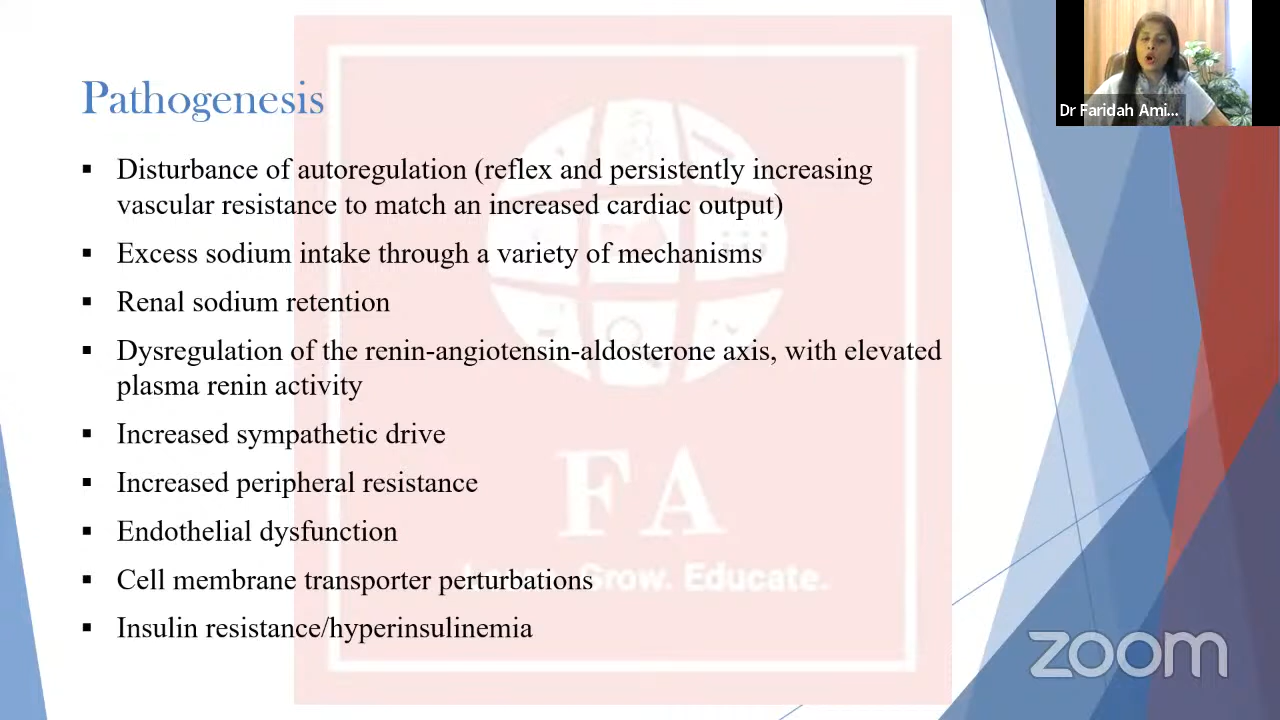 Pathogenesis
Dr Faridah Ami...
▪ Disturbance of autoregulation (reflex and persistently increasing
vascular resistance to match an increased cardiac output)
▪ Excess sodium intake through a variety of mechanisms
▪ Renal sodium retention
▪ Dysregulation of the renin-angiotensin-aldosterone axis, with elevated
plasma renin activity
▪ Increased sympathetic drive
▪ Increased peripheral resistance
▪ Endothelial dysfunction
▪ Cell membrane transporter perturbations
▪ Insulin resistance/hyperinsulinemia
FA
Grow. Educate.
zoom